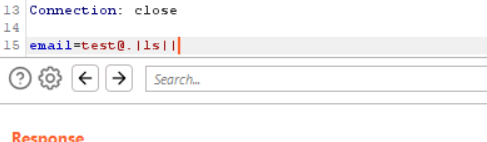 13 Connection: close
14
15 email=test@.|ls||
Search...
Response